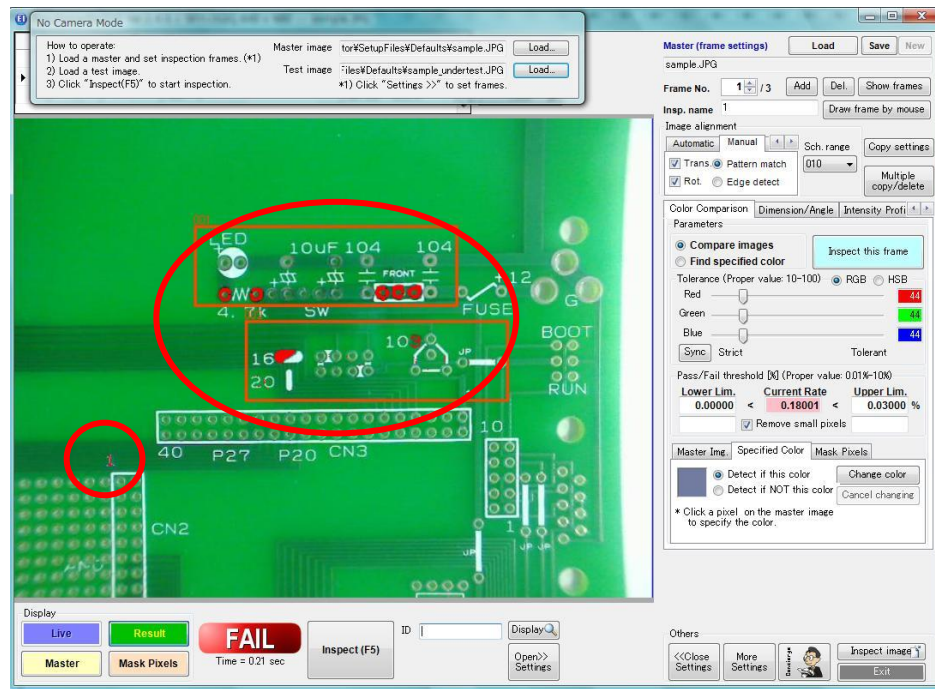 No Camera Mode
How to operate:
1) Load a master and set inspection frames. (*1)
2) Load a test image.
3) Click "Inspect(F5)" to start inspection.
Master image tor¥SetupFiles¥Defaults¥sample.JPG Load...
Test image Files¥Defaults¥sample_undertest.JPG Load...
*1) Click "Settings >>" to set frames.
Master (frame settings) Load Save New
sample.JPG
Frame No. 1 / 3 Add Del. Show frames
Insp. name 1 Draw frame by mouse
Image alignment
Automatic Manual Sch. range Copy settings
Trans. Pattern match 010
Rot. Edge detect Multiple copy/delete
Color Comparison Dimension/Angle Intensity Profi
Parameters
Compare images
Find specified color
Inspect this frame
Tolerance (Proper value: 10-100) RGB HSB
Red 44
Green 44
Blue 44
Sync Strict Tolerant
Pass/Fail threshold [%] (Proper value: 0.01%-10%)
Lower Lim. Current Rate Upper Lim.
0.00000 < 0.18001 < 0.03000 %
Remove small pixels
Master Img. Specified Color Mask Pixels
Detect if this color Change color
Detect if NOT this color Cancel changing
* Click a pixel on the master image
to specify the color.
LED 10uF 104 104
FRONT
+12
4.7k SW FUSE G
BOOT
16 103 JP
20 RUN
10
40 P27 P20 CN3
1
CN2
1
JP JP
JP
Display
Live Result
Master Mask Pixels
FAIL
Time = 0.21 sec
Inspect (F5)
ID Display
Open>>
Settings
Others
<<Close
Settings
More
Settings
Inspect image
Exit